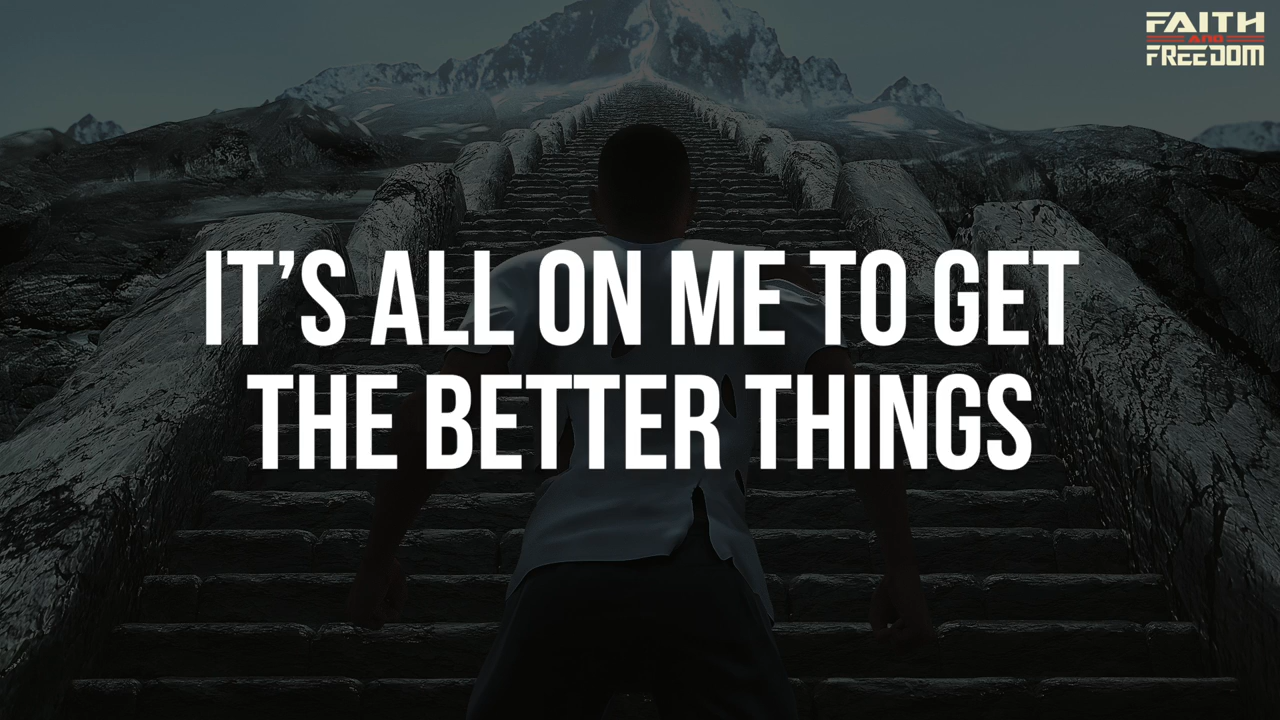 FAITH
AND
FREEDOM
IT'S ALL ON ME TO GET
THE BETTER THINGS